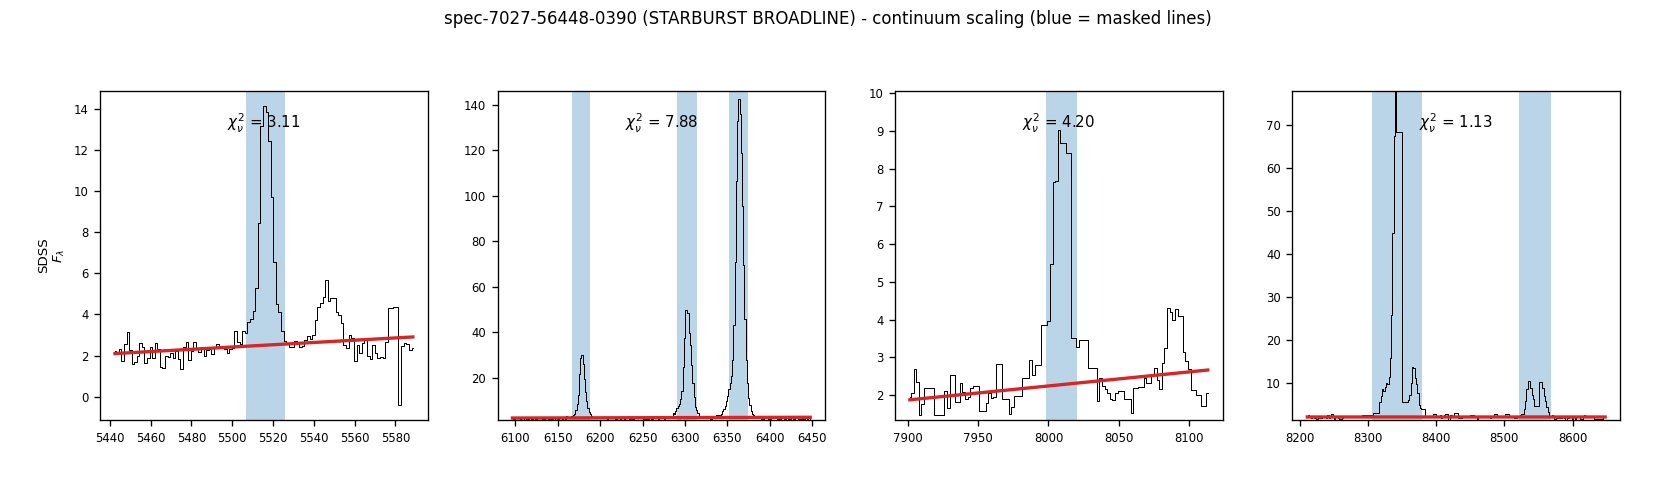 spec-7027-56448-0390 (STARBURST BROADLINE) - continuum scaling (blue = masked lines)
SDSS
Fλ
χ²ν = 3.11
14
12
10
8
6
4
2
0
5440 5460 5480 5500 5520 5540 5560 5580
χ²ν = 7.88
140
120
100
80
60
40
20
6100 6150 6200 6250 6300 6350 6400 6450
χ²ν = 4.20
10
9
8
7
6
5
4
3
2
7900 7950 8000 8050 8100
χ²ν = 1.13
70
60
50
40
30
20
10
8200 8300 8400 8500 8600